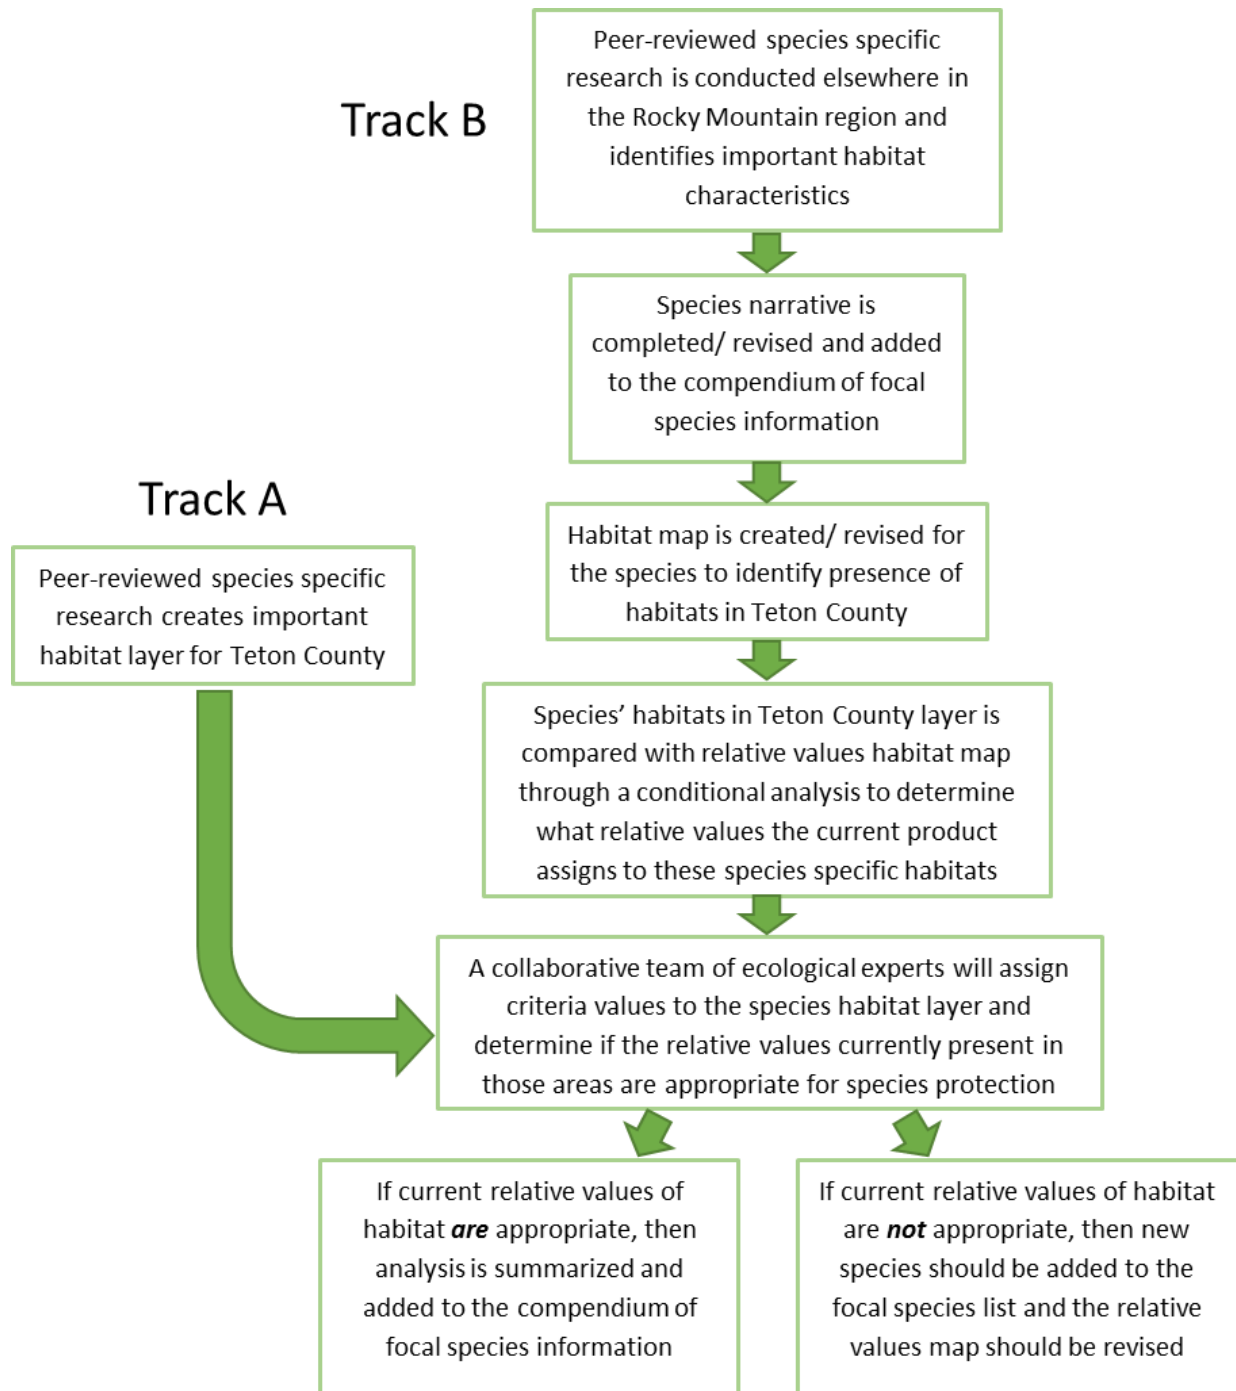 Track B
Peer-reviewed species specific
research is conducted elsewhere in
the Rocky Mountain region and
identifies important habitat
characteristics
Species narrative is
completed/ revised and added
to the compendium of focal
species information
Track A
Peer-reviewed species specific
research creates important
habitat layer for Teton County
Habitat map is created/ revised for
the species to identify presence of
habitats in Teton County
Species’ habitats in Teton County layer is
compared with relative values habitat map
through a conditional analysis to determine
what relative values the current product
assigns to these species specific habitats
A collaborative team of ecological experts will assign
criteria values to the species habitat layer and
determine if the relative values currently present in
those areas are appropriate for species protection
If current relative values of
habitat are appropriate, then
analysis is summarized and
added to the compendium of
focal species information
If current relative values of habitat
are not appropriate, then new
species should be added to the
focal species list and the relative
values map should be revised